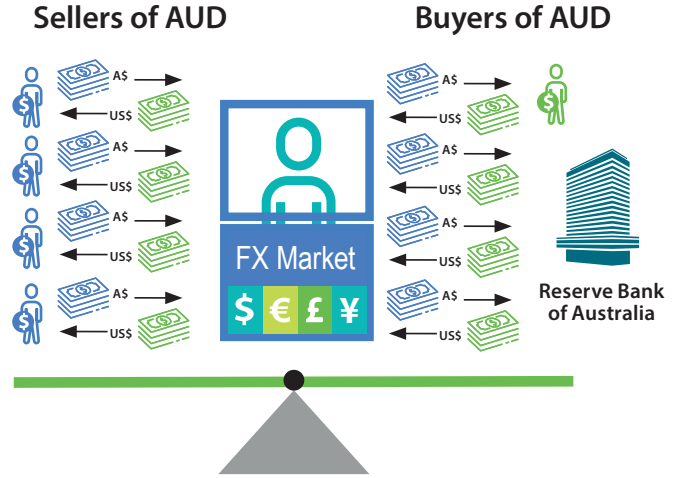 Sellers of AUD
Buyers of AUD
A$
US$
A$
US$
A$
US$
A$
US$
A$
US$
A$
US$
A$
US$
A$
US$
$
$
$
$
$
FX Market
$ € £ ¥
Reserve Bank
of Australia